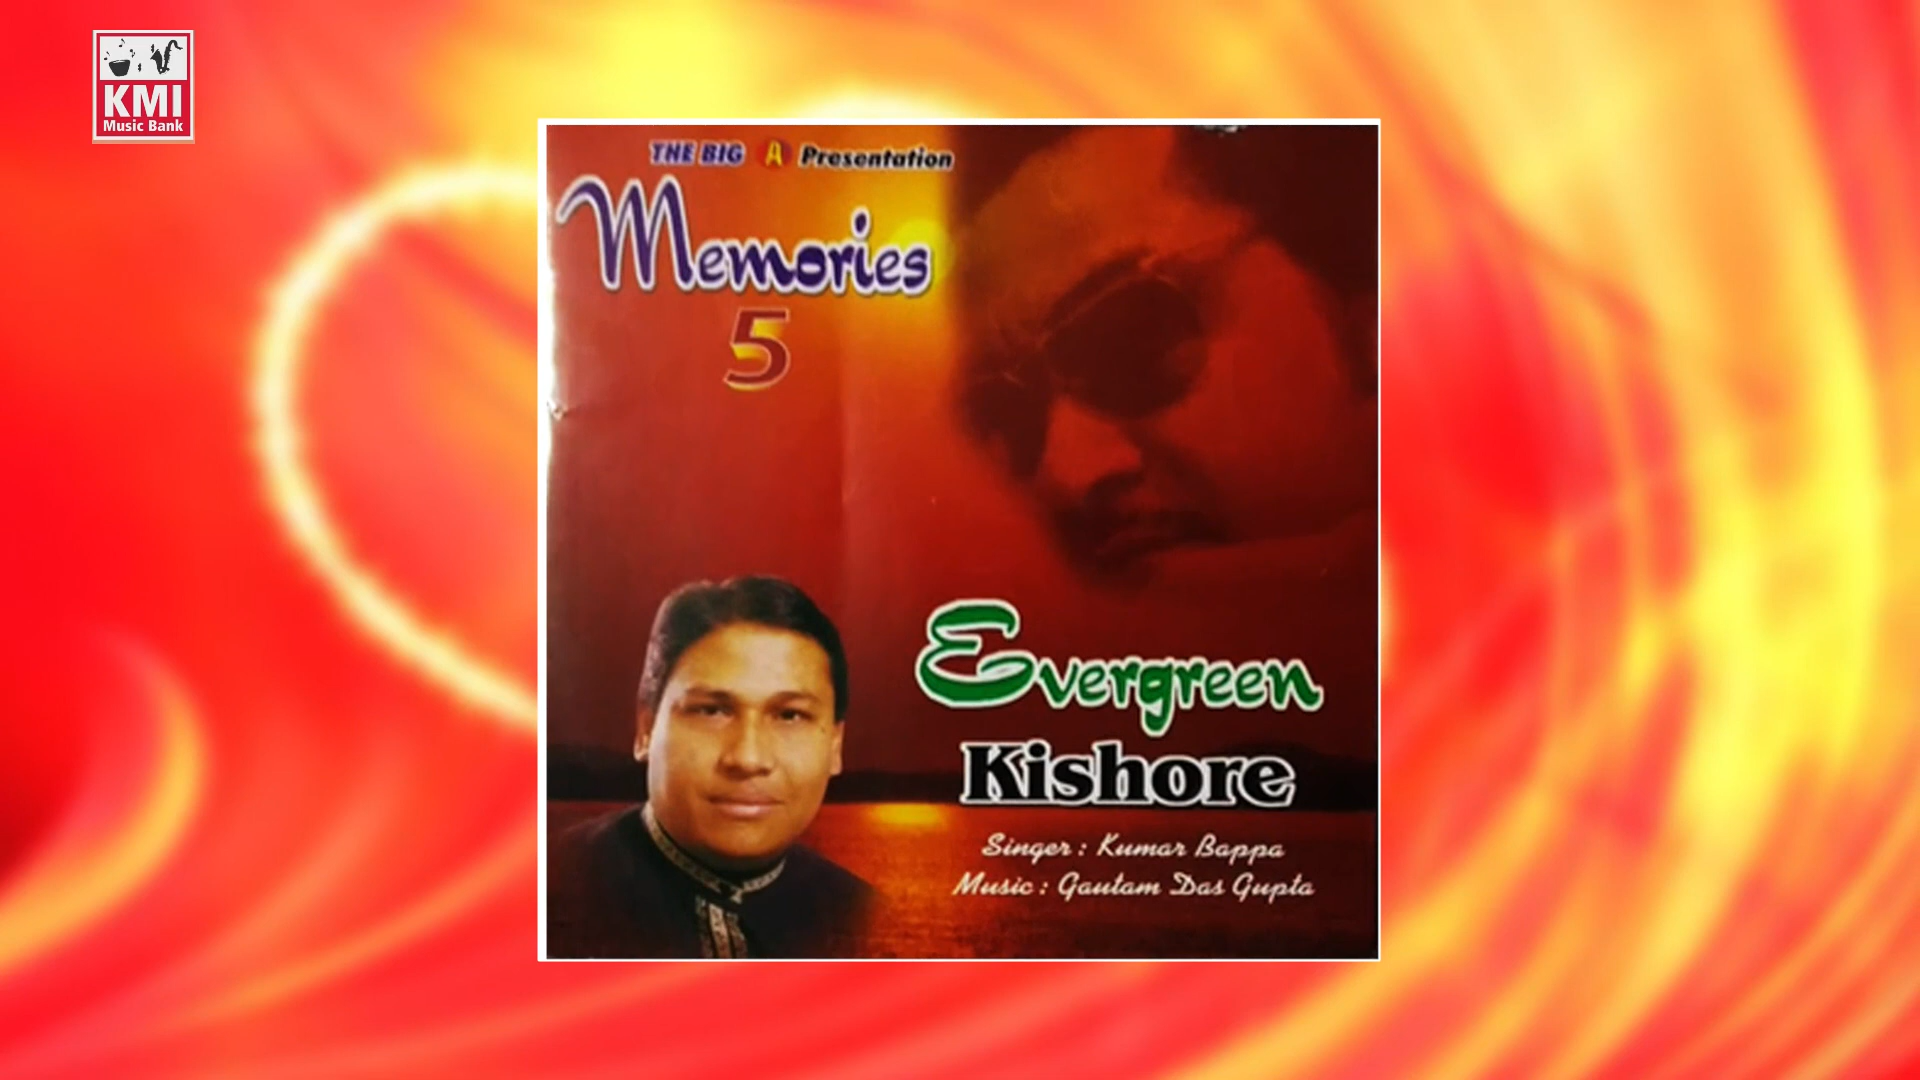 KMI
Music Bank
THE BIG A Presentation
Memories
5
Evergreen
Kishore
Singer : Kumar Bappa
Music : Gautam Das Gupta